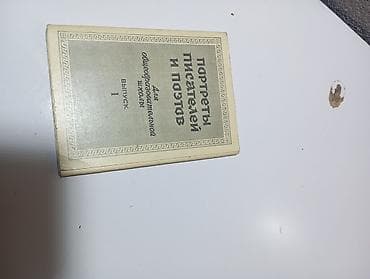 ПОРТРЕТЫ
ПИСАТЕЛЕЙ
И ПОЭТОВ
Для
общеобразовательной
школы
ВЫПУСК
1